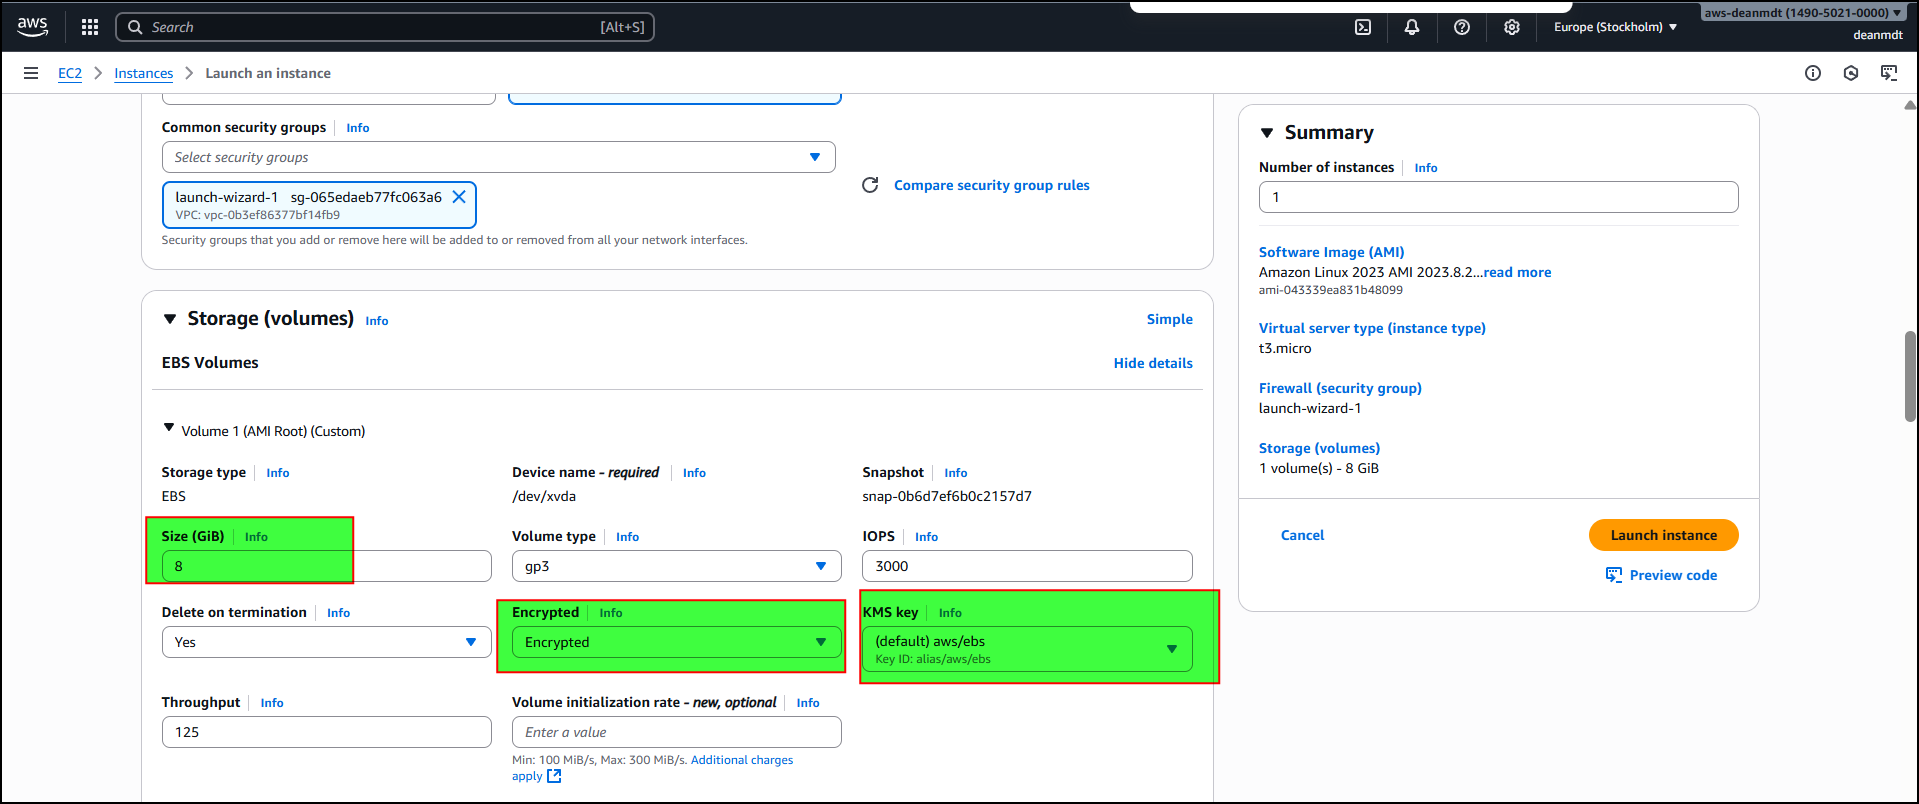 aws
Search [Alt+S]
Europe (Stockholm)
aws-deanmdt (1490-5021-0000)
deanmdt
EC2 > Instances > Launch an instance
Common security groups Info
Select security groups
launch-wizard-1 sg-065edaeb77fc063a6
VPC: vpc-0b3ef86377bf14fb9
Compare security group rules
Security groups that you add or remove here will be added to or removed from all your network interfaces.
Storage (volumes) Info
Simple
EBS Volumes
Hide details
Volume 1 (AMI Root) (Custom)
Storage type Info
EBS
Device name - required Info
/dev/xvda
Snapshot Info
snap-0b6d7ef6b0c2157d7
Size (GiB) Info
8
Volume type Info
gp3
IOPS Info
3000
Delete on termination Info
Yes
Encrypted Info
Encrypted
KMS key Info
(default) aws/ebs
Key ID: alias/aws/ebs
Throughput Info
125
Volume initialization rate - new, optional Info
Enter a value
Min: 100 MiB/s, Max: 300 MiB/s. Additional charges
apply
Summary
Number of instances Info
1
Software Image (AMI)
Amazon Linux 2023 AMI 2023.8.2...read more
ami-043339ea831b48099
Virtual server type (instance type)
t3.micro
Firewall (security group)
launch-wizard-1
Storage (volumes)
1 volume(s) - 8 GiB
Cancel
Launch instance
Preview code